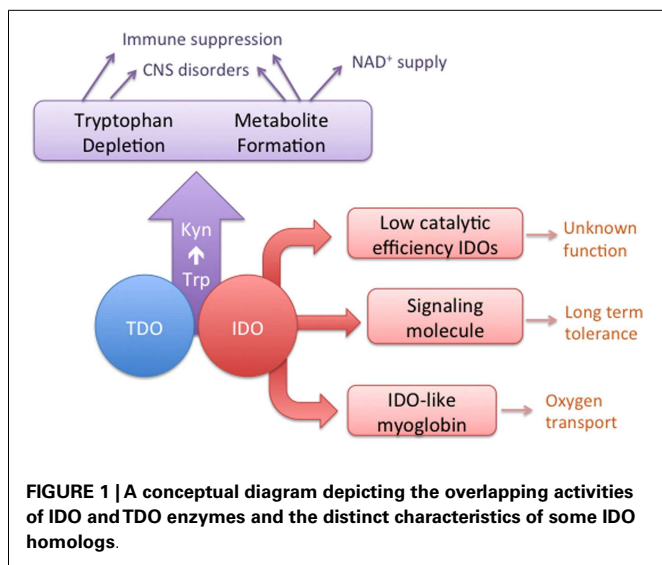 Immune suppression
CNS disorders
NAD⁺ supply
Tryptophan
Depletion
Metabolite
Formation
Kyn
Trp
TDO
IDO
Low catalytic
efficiency IDOs
Unknown
function
Signaling
molecule
Long term
tolerance
IDO-like
myoglobin
Oxygen
transport
FIGURE 1 | A conceptual diagram depicting the overlapping activities
of IDO and TDO enzymes and the distinct characteristics of some IDO
homologs.